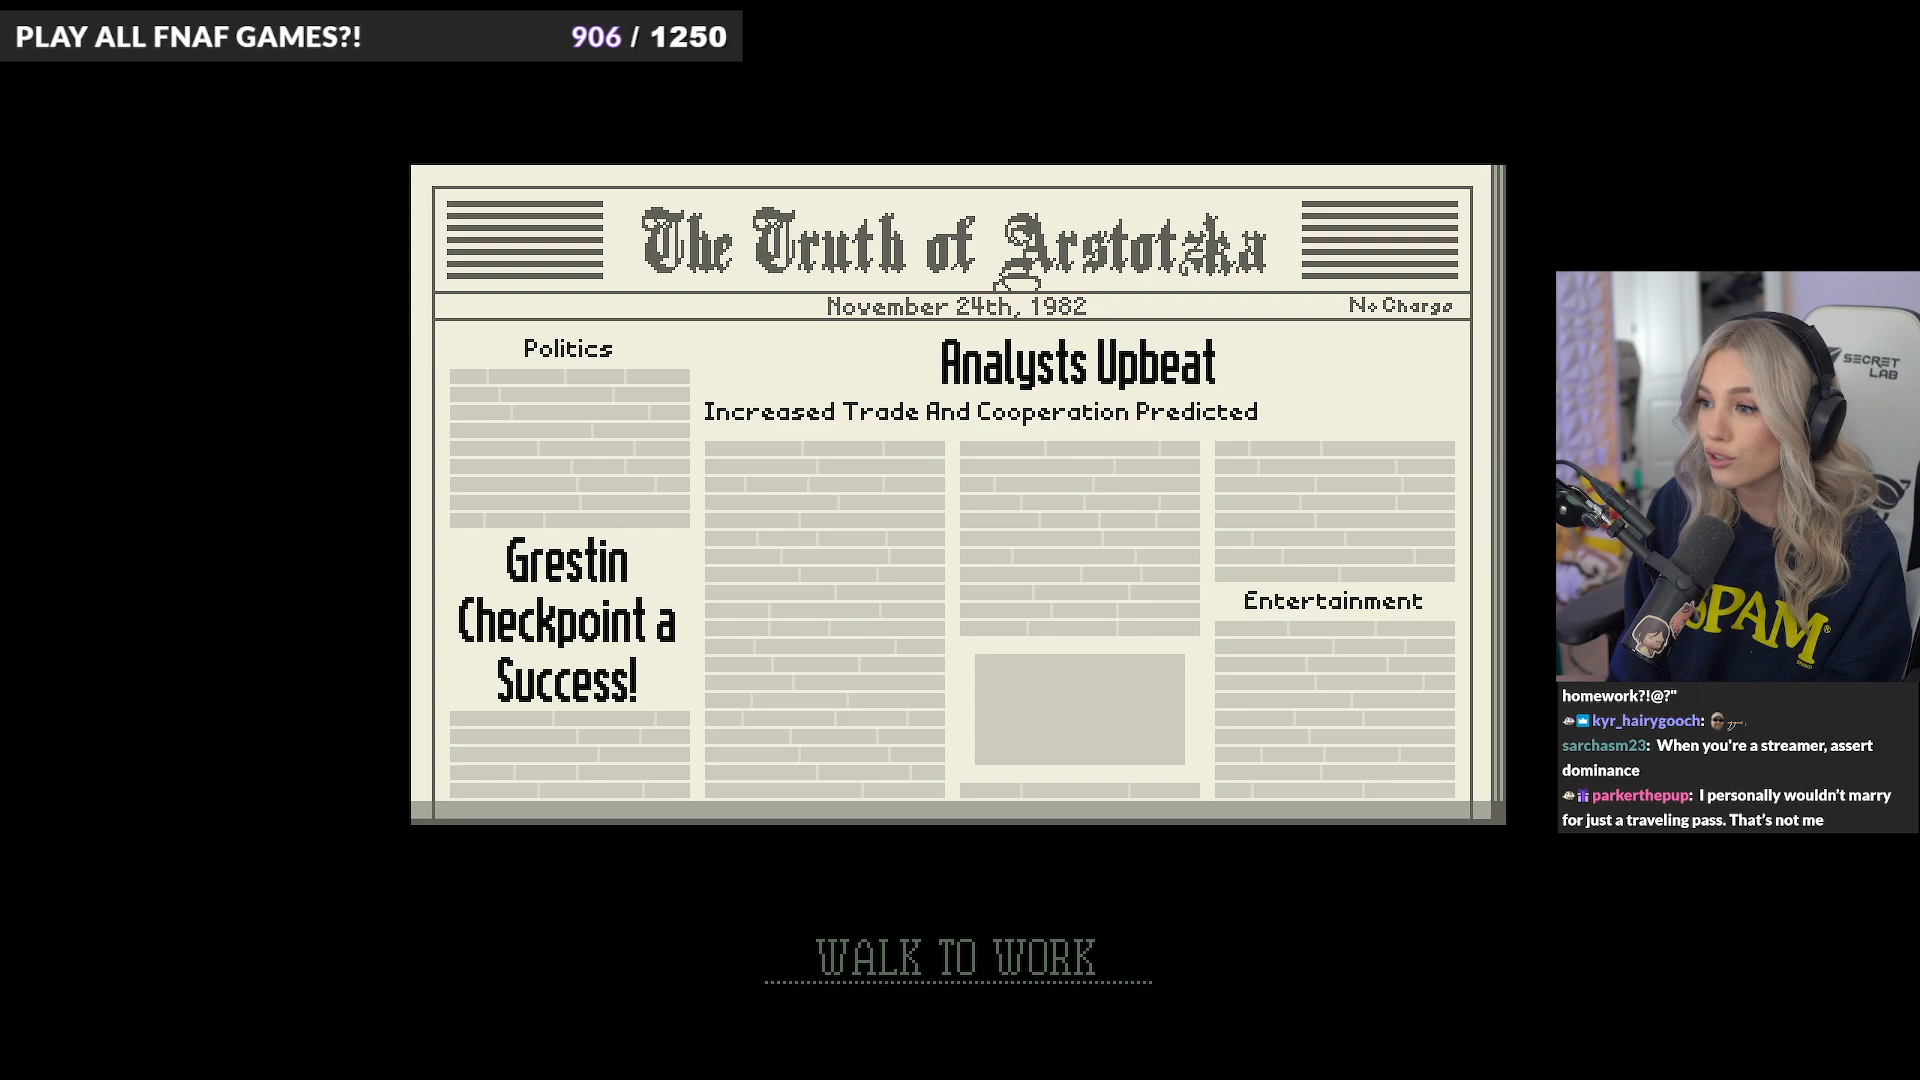 PLAY ALL FNAF GAMES?! 906 / 1250
The Truth of Arstotzka
November 24th, 1982
No Charge
Politics
Grestin
Checkpoint a
Success!
Analysts Upbeat
Increased Trade And Cooperation Predicted
Entertainment
WALK TO WORK
SECRET
LAB
SPAM®
BRAND
homework?!@?"
kyr_hairygooch:
sarchasm23: When you're a streamer, assert
dominance
parkerthepup: I personally wouldn't marry
for just a traveling pass. That's not me